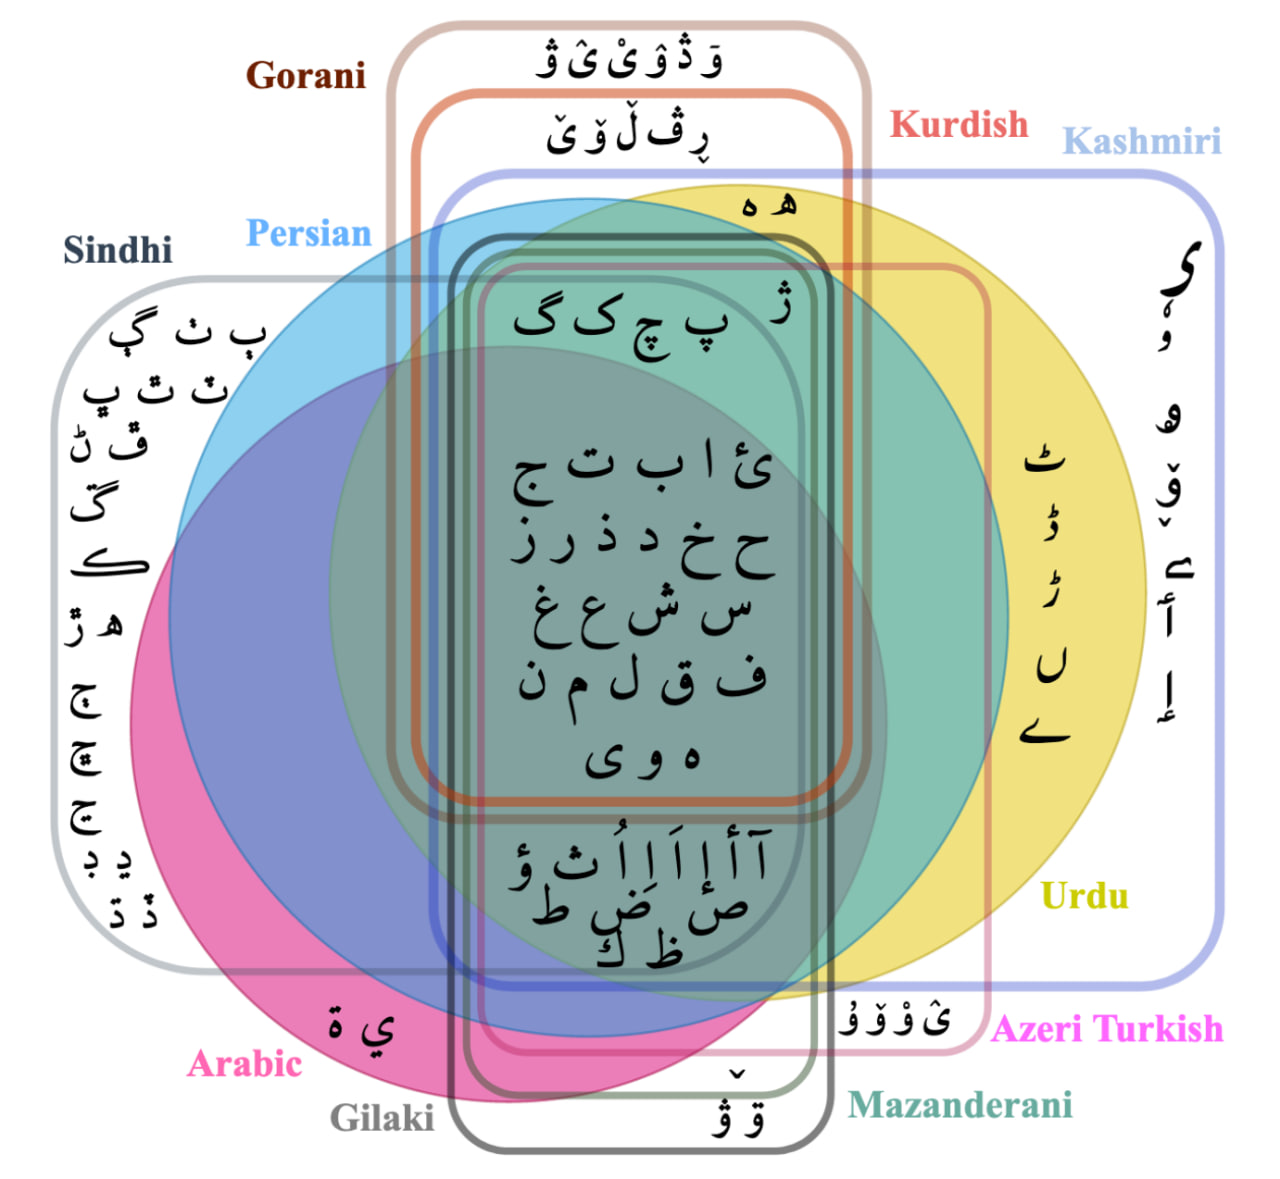 Gorani
وٓ ڐ ۊ یْ یٛ ڤ
Kurdish
ڕ ڤ ڵ ۆ ێ
Kashmiri
ھ ہ
Persian
Sindhi
ژ
پ چ ک گ
ٻ ٺ ڳ
ٽ ٿ ڀ
ڦ ڻ
ڪ
ھ ڙ
ڄ
ڇ
ئ ا ب ت ج
ح خ د ذ ر ز
س ش ع غ
ف ق ل م ن
ه و ی
ٹ
ڈ
ڑ
ں
ے
أ
إ
آ أ إ اَ اِ اُ ث ؤ
ص ض ط
ظ ك
Urdu
ي ة
Azeri Turkish
Arabic
Gilaki
Mazanderani